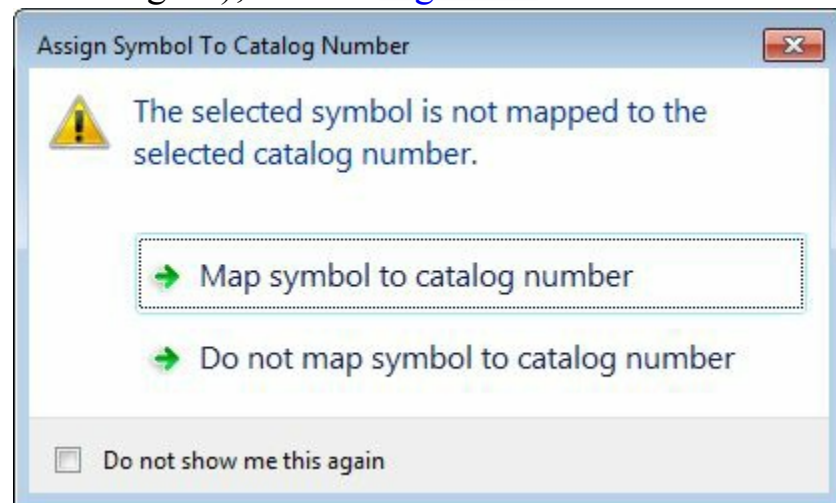 Assign Symbol To Catalog Number
The selected symbol is not mapped to the
selected catalog number.
Map symbol to catalog number
Do not map symbol to catalog number
Do not show me this again